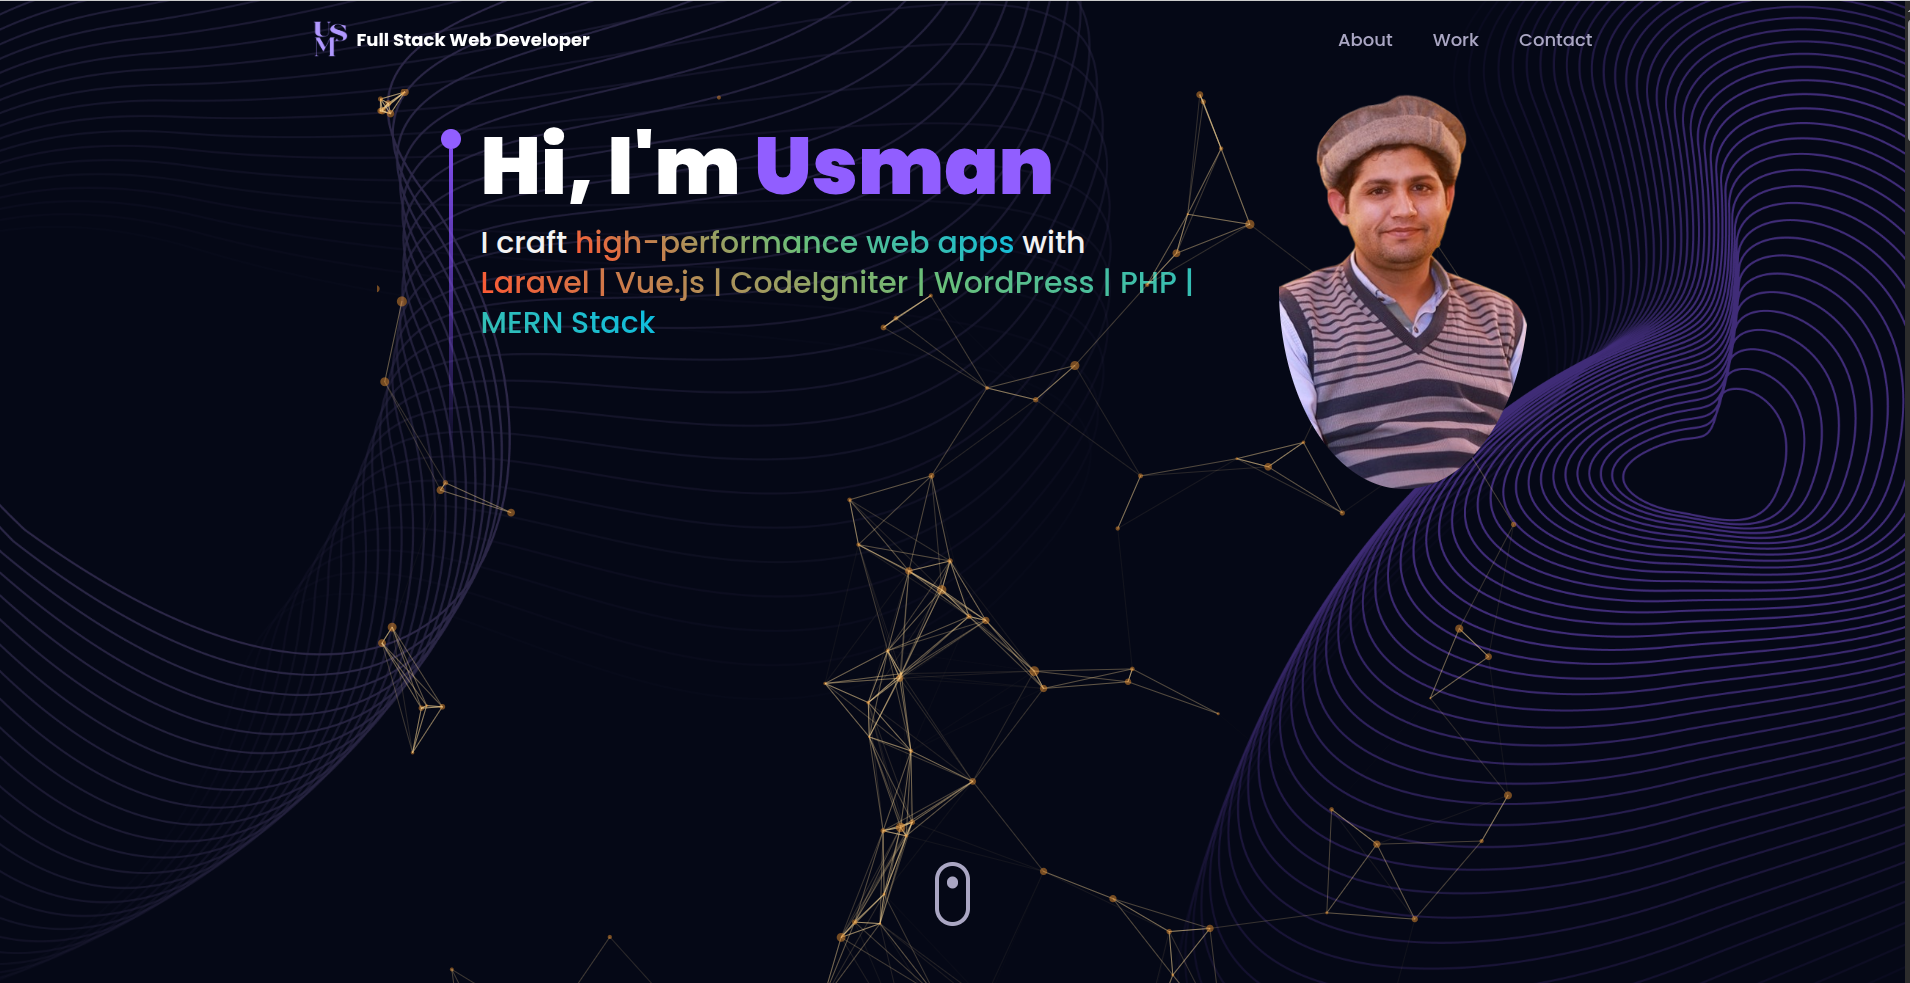 USM
Full Stack Web Developer
About
Work
Contact
Hi, I'm Usman
I craft high-performance web apps with
Laravel | Vue.js | CodeIgniter | WordPress | PHP |
MERN Stack